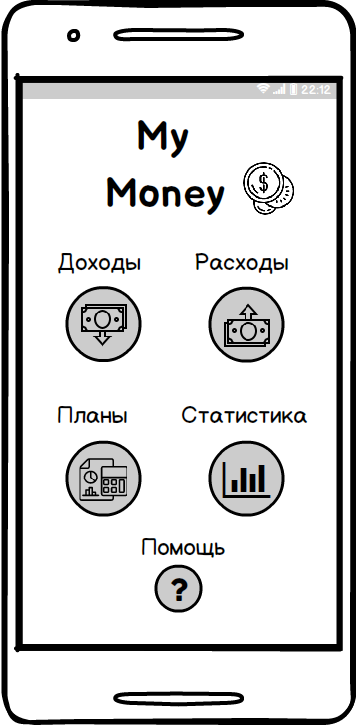 22:12
My
Money
$
Доходы
Расходы
Планы
Статистика
Помощь
?